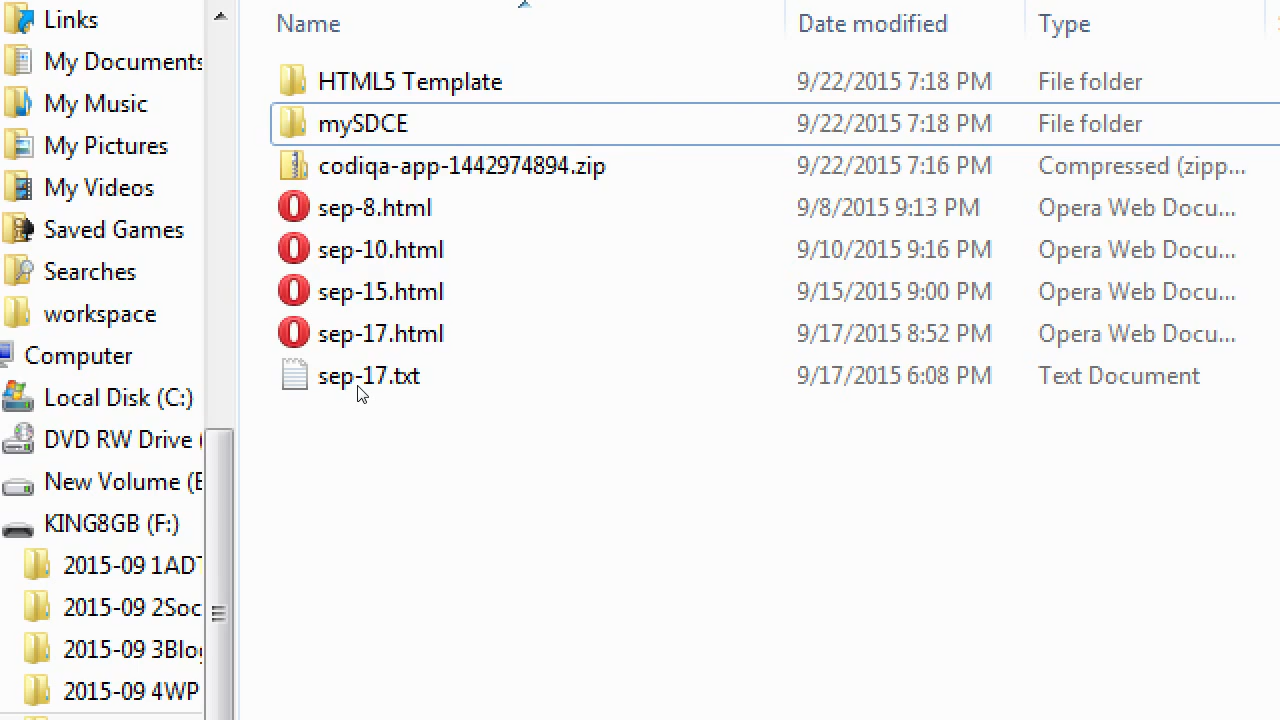 Links
My Documents
My Music
My Pictures
My Videos
Saved Games
Searches
workspace
Computer
Local Disk (C:)
DVD RW Drive (
New Volume (E
KING8GB (F:)
2015-09 1AD
2015-09 2Soc
2015-09 3Blo
2015-09 4WP
Name Date modified Type
HTML5 Template 9/22/2015 7:18 PM File folder
mySDCE 9/22/2015 7:18 PM File folder
codiqa-app-1442974894.zip 9/22/2015 7:16 PM Compressed (zipp...
sep-8.html 9/8/2015 9:13 PM Opera Web Docu...
sep-10.html 9/10/2015 9:16 PM Opera Web Docu...
sep-15.html 9/15/2015 9:00 PM Opera Web Docu...
sep-17.html 9/17/2015 8:52 PM Opera Web Docu...
sep-17.txt 9/17/2015 6:08 PM Text Document